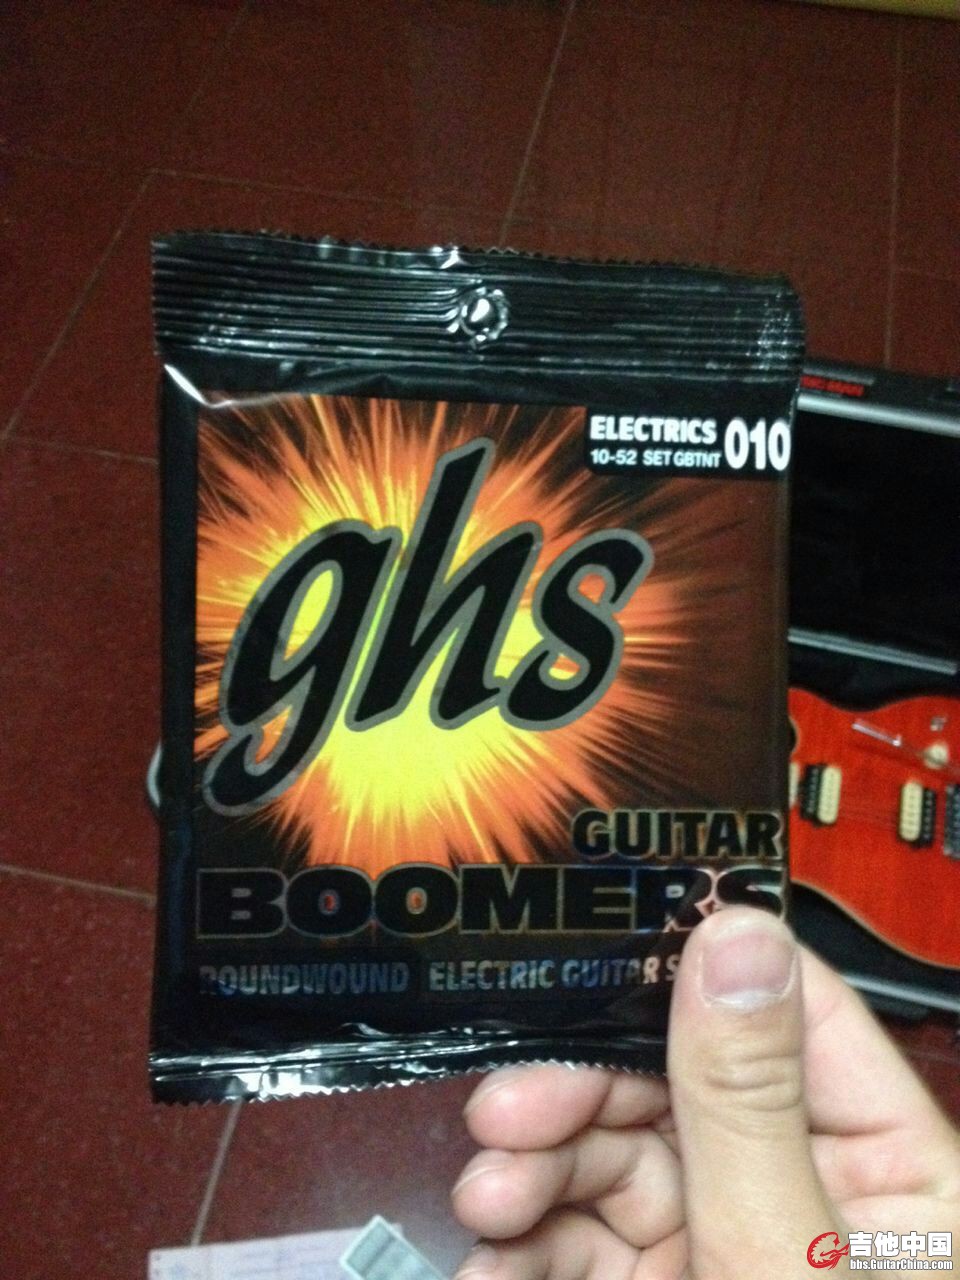 ELECTRICS 010
10-52 SET GBTNT
ghs
GUITAR
BOOMERS
ROUNDWOUND ELECTRIC GUITAR S
吉他中国
bbs.GuitarChina.com